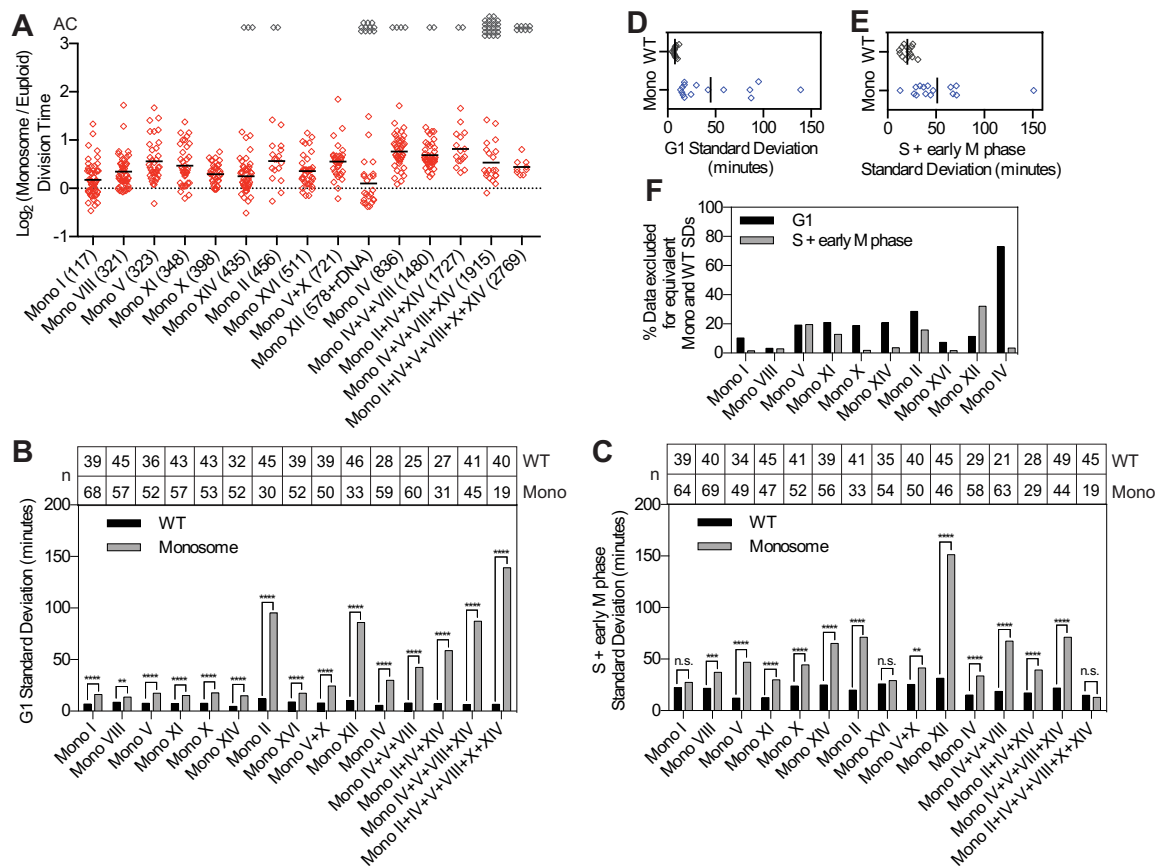 A
AC
Log2 (Monosome / Euploid)
Division Time
3
2
1
0
-1
Mono I (117)
Mono VIII (321)
Mono V (323)
Mono XI (348)
Mono X (398)
Mono XIV (435)
Mono II (456)
Mono XVI (511)
Mono V+X (721)
Mono XII (578+rDNA)
Mono IV (836)
Mono IV+V+VIII (1480)
Mono II+IV+XIV (1727)
Mono IV+V+VIII+XIV (1915)
Mono II+IV+V+VIII+X+XIV (2769)
D
Mono WT
0 50 100 150
G1 Standard Deviation
(minutes)
E
Mono WT
0 50 100 150
S + early M phase
Standard Deviation (minutes)
F
% Data excluded
for equivalent
Mono and WT SDs
100
80
60
40
20
0
G1
S + early M phase
Mono I
Mono VIII
Mono V
Mono XI
Mono X
Mono XIV
Mono II
Mono XVI
Mono XII
Mono IV
B
n
39 45 36 43 43 32 45 39 39 46 28 25 27 41 40 WT
68 57 52 57 53 52 30 52 50 33 59 60 31 45 19 Mono
G1 Standard Deviation (minutes)
200
150
100
50
0
WT
Monosome
**** ** **** **** **** **** **** **** **** **** **** **** **** **** ****
Mono I
Mono VIII
Mono V
Mono XI
Mono X
Mono XIV
Mono II
Mono XVI
Mono V+X
Mono XII
Mono IV
Mono IV+V+VIII
Mono II+IV+XIV
Mono IV+V+VIII+XIV
Mono II+IV+V+VIII+X+XIV
C
n
39 40 34 45 41 39 41 35 40 45 29 21 28 49 45 WT
64 69 49 47 52 56 33 54 50 46 58 63 29 44 19 Mono
S + early M phase
Standard Deviation (minutes)
200
150
100
50
0
WT
Monosome
n.s. *** **** **** **** **** **** n.s. ** **** **** **** **** **** n.s.
Mono I
Mono VIII
Mono V
Mono XI
Mono X
Mono XIV
Mono II
Mono XVI
Mono V+X
Mono XII
Mono IV
Mono IV+V+VIII
Mono II+IV+XIV
Mono IV+V+VIII+XIV
Mono II+IV+V+VIII+X+XIV